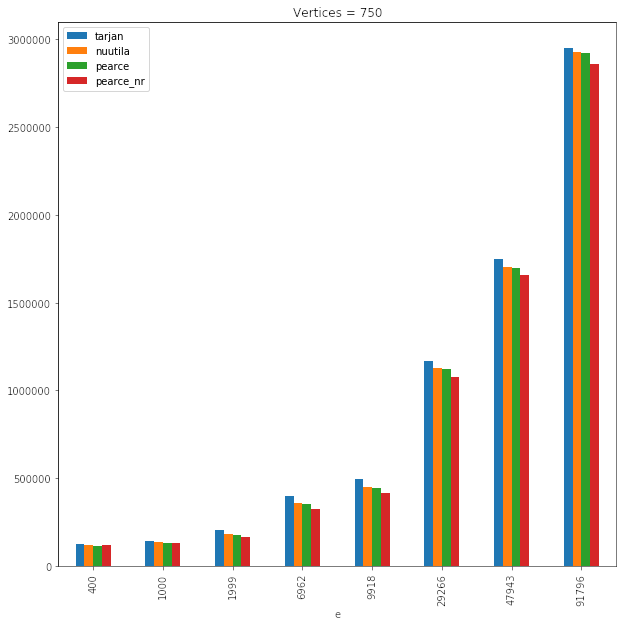 Vertices = 750
tarjan
nuutila
pearce
pearce_nr
3000000
2500000
2000000
1500000
1000000
500000
0
400
1000
1999
6962
9918
29266
47943
91796
e